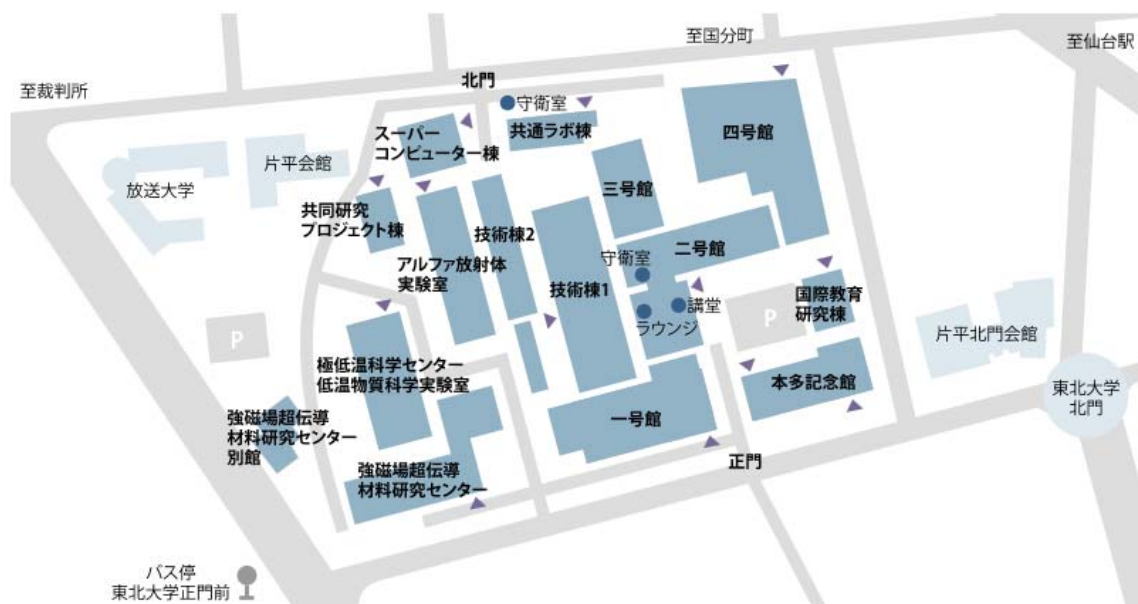 至国分町
至仙台駅
至裁判所
北門
守衛室
共通ラボ棟
四号館
スーパー
コンピューター棟
片平会館
放送大学
三号館
共同研究
プロジェクト棟
技術棟2
二号館
守衛室
アルファ放射体
実験室
技術棟1
講堂
ラウンジ
国際教育
研究棟
P
P
片平北門会館
極低温科学センター
低温物質科学実験室
本多記念館
東北大学
北門
一号館
強磁場超伝導
材料研究センター
別館
正門
強磁場超伝導
材料研究センター
バス停
東北大学正門前